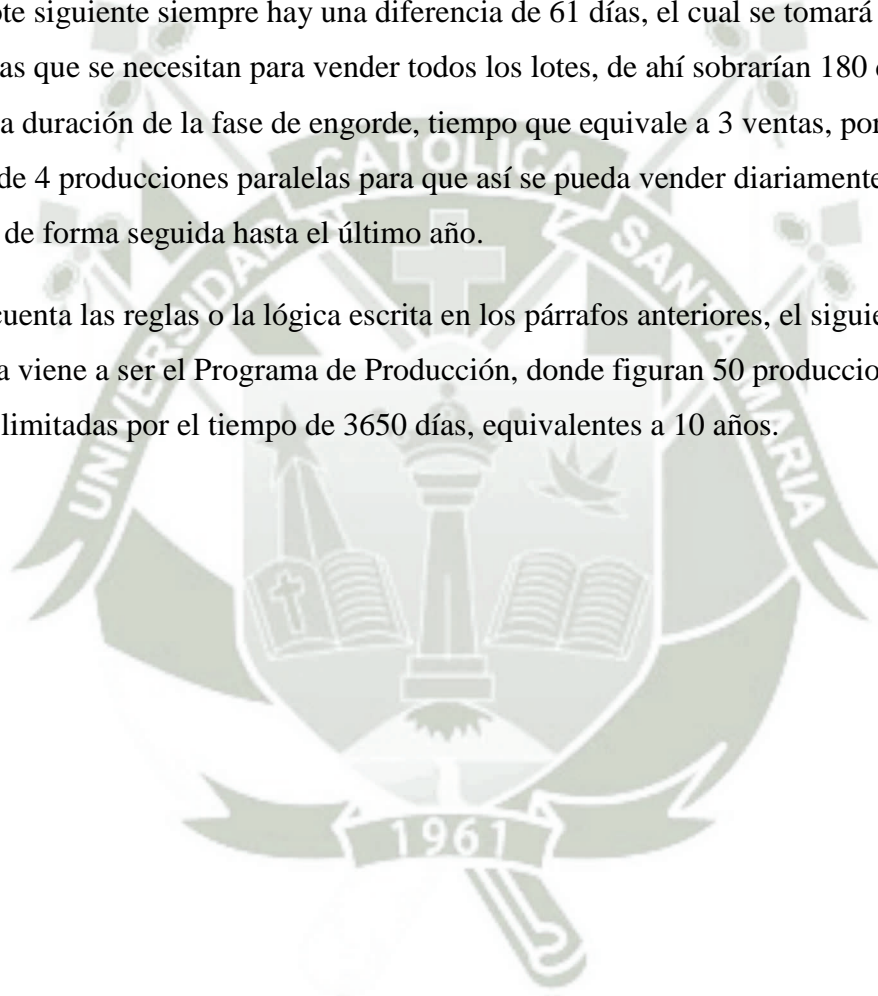 ote siguiente siempre hay una diferencia de 61 días, el cual se tomará
as que se necesitan para vender todos los lotes, de ahí sobrarían 180
a duración de la fase de engorde, tiempo que equivale a 3 ventas, por
de 4 producciones paralelas para que así se pueda vender diariamente
de forma seguida hasta el último año.
cuenta las reglas o la lógica escrita en los párrafos anteriores, el siguie
a viene a ser el Programa de Producción, donde figuran 50 produccio
limitadas por el tiempo de 3650 días, equivalentes a 10 años.
UNIVERSIDAD CATOLICA SANTA MARIA
1961